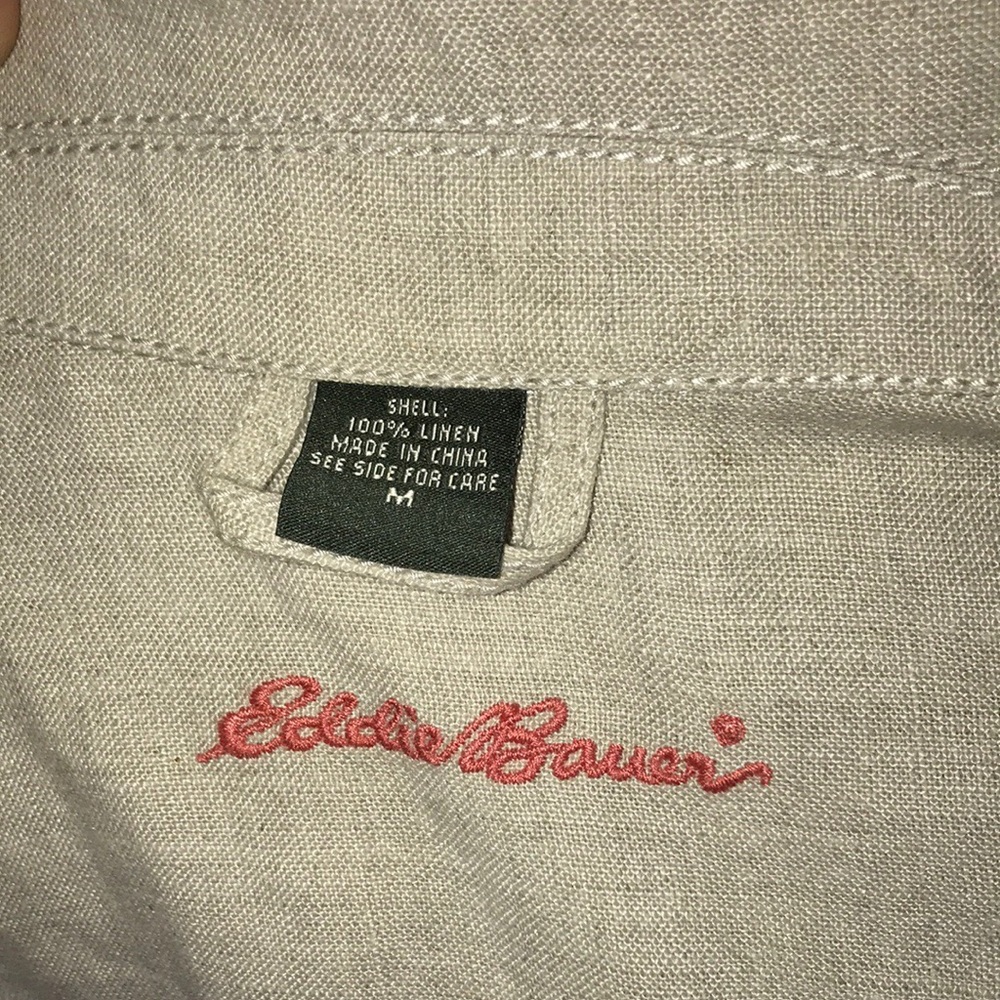 SHELL:
100% LINEN
MADE IN CHINA
SEE SIDE FOR CARE
M
Eddie Bauer